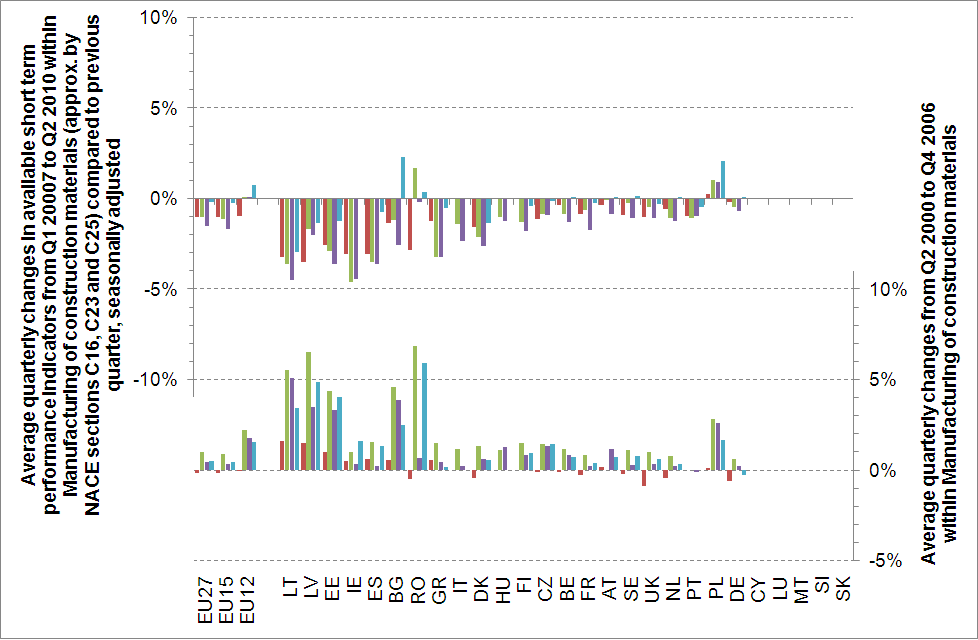 Average quarterly changes in available short term
performance indicators from Q1 20007 to Q2 2010 within
Manufacturing of construction materials (approx. by
NACE sections C16, C23 and C25) compared to previous
quarter, seasonally adjusted
10%
5%
0%
-5%
-10%
10%
5%
0%
-5%
Average quarterly changes from Q2 2000 to Q4 2006
within Manufacturing of construction materials
EU27
EU15
EU12
LT
LV
EE
IE
ES
BG
RO
GR
IT
DK
HU
FI
CZ
BE
FR
AT
SE
UK
NL
PT
PL
DE
CY
LU
MT
SI
SK